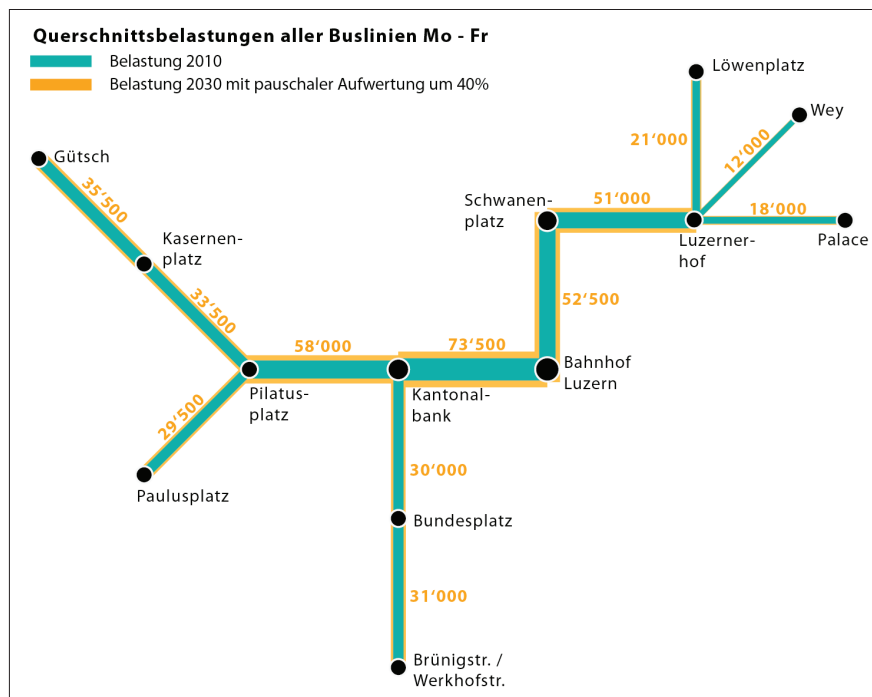 Querschnittsbelastungen aller Buslinien Mo - Fr
Belastung 2010
Belastung 2030 mit pauschaler Aufwertung um 40%
Löwenplatz
Wey
Gütsch
21‘000
12‘000
35‘500
Schwanen-
platz
51‘000
18‘000
Kasernen-
platz
Luzerner-
hof
Palace
33‘500
52‘500
58‘000
73‘500
Bahnhof
Luzern
Pilatus-
platz
Kantonal-
bank
29‘500
30‘000
Paulusplatz
Bundesplatz
31‘000
Brünigstr. /
Werkhofstr.